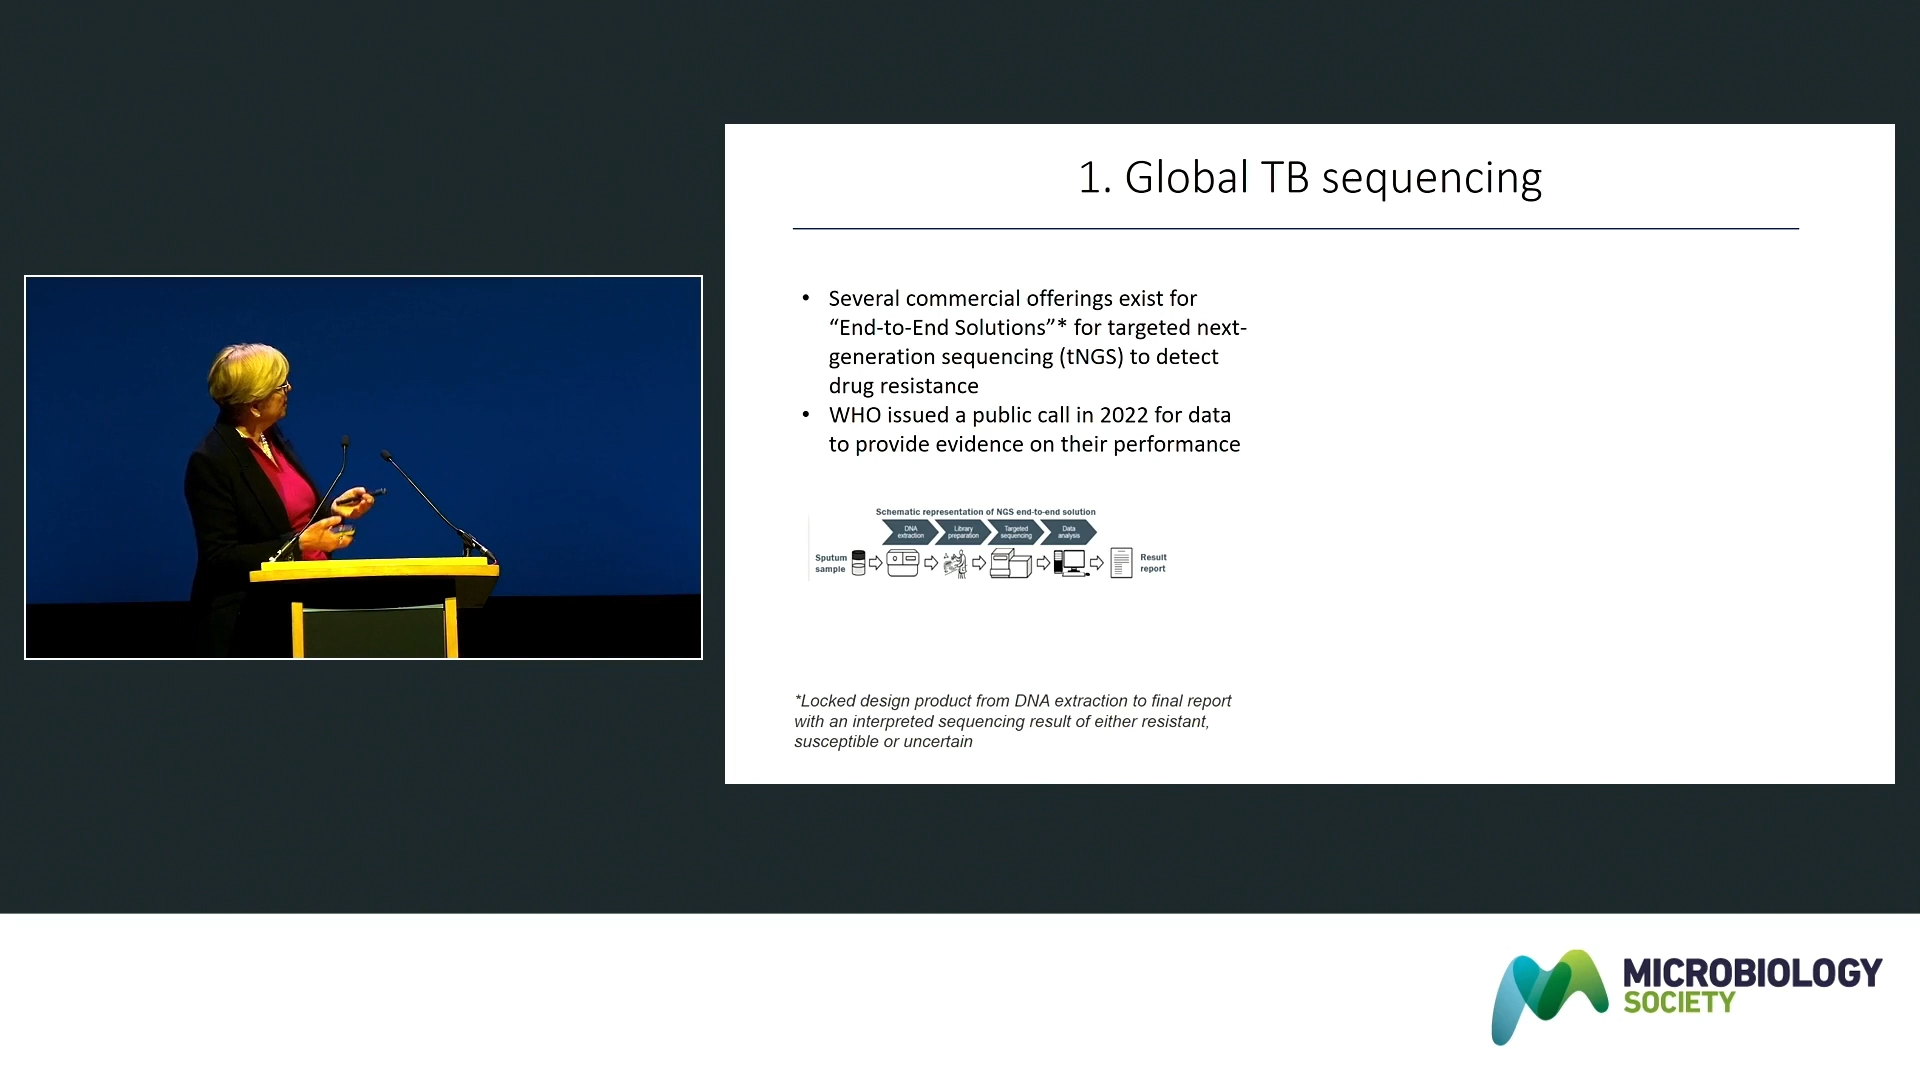 1. Global TB sequencing
• Several commercial offerings exist for
“End-to-End Solutions”* for targeted next-
generation sequencing (tNGS) to detect
drug resistance
• WHO issued a public call in 2022 for data
to provide evidence on their performance
Schematic representation of NGS end-to-end solution
DNA
extraction
Library
preparation
Targeted
sequencing
Data
analysis
Sputum
sample
Result
report
*Locked design product from DNA extraction to final report
with an interpreted sequencing result of either resistant,
susceptible or uncertain
MICROBIOLOGY
SOCIETY